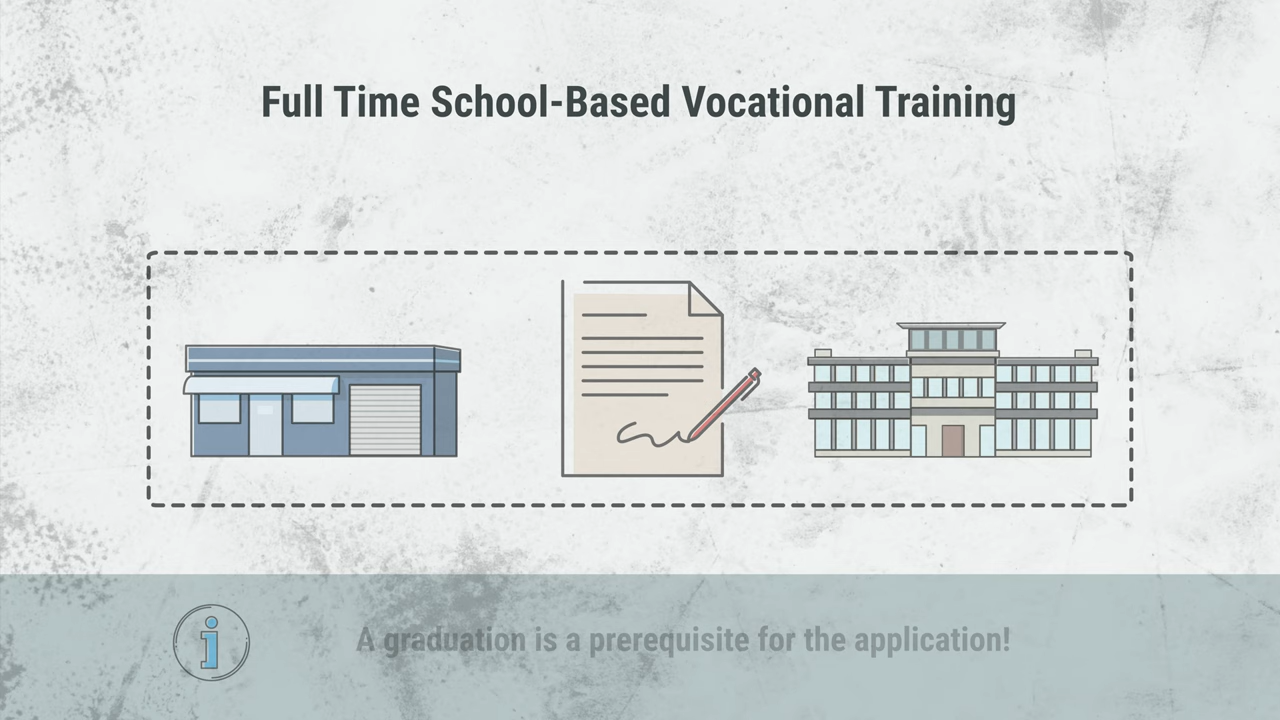 Full Time School-Based Vocational Training
A graduation is a prerequisite for the application!